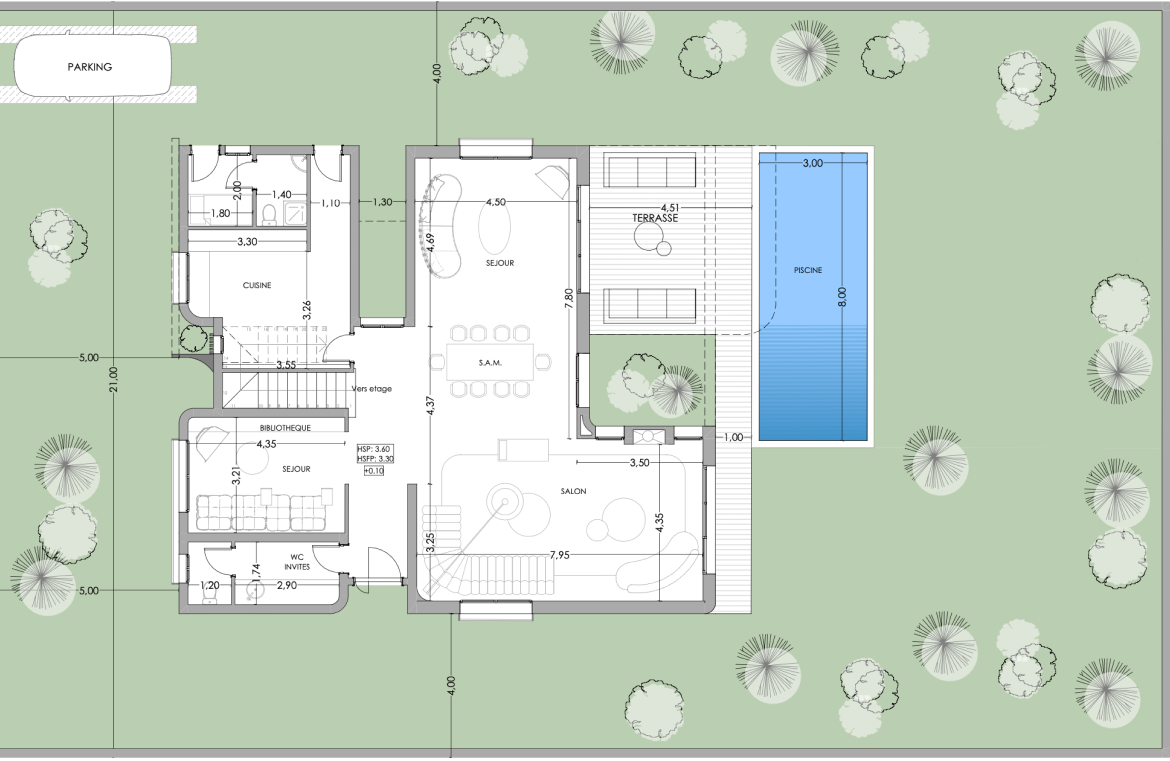 4,00
PARKING
2,00
1,40
1,80
1,10
1,30
4,50
3,00
4,51
TERRASSE
3,30
4,69
SEJOUR
CUISINE
PISCINE
7,80
8,00
3,26
5,00
3,55
S.A.M.
21,00
Vers etage
4,37
BIBLIOTHEQUE
4,35
HSP: 3.60
HSFP: 3.30
+0.10
1,00
SEJOUR
3,21
3,50
SALON
4,35
3,25
7,95
WC
INVITES
1,74
1,20
2,90
5,00
4,00